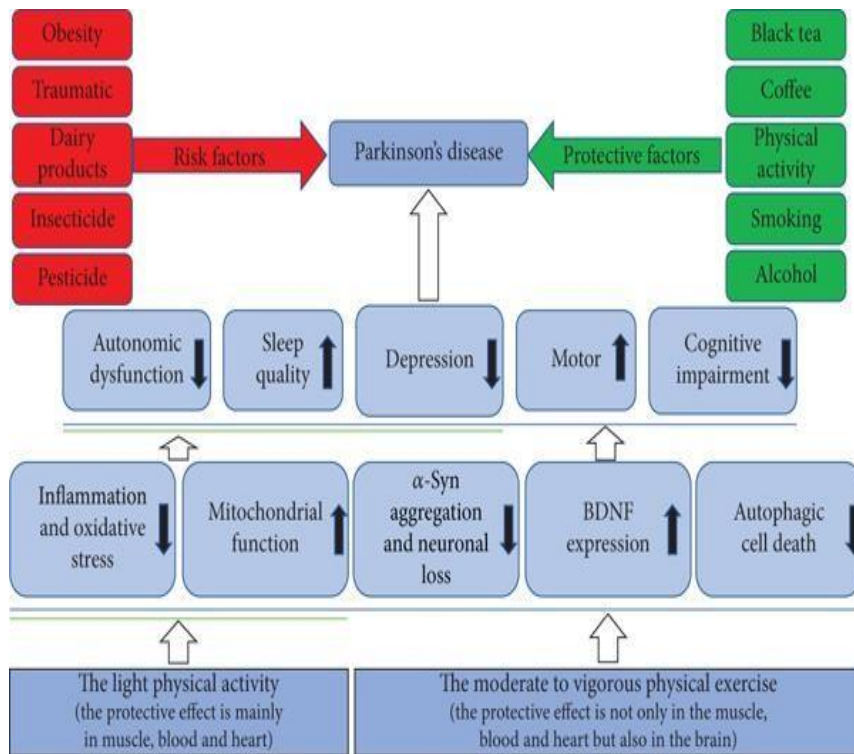 Obesity
Traumatic
Dairy
products
Insecticide
Pesticide
Risk factors
Parkinson's disease
Protective factors
Black tea
Coffee
Physical
activity
Smoking
Alcohol
Autonomic
dysfunction
Sleep
quality
Depression
Motor
Cognitive
impairment
Inflammation
and oxidative
stress
Mitochondrial
function
α-Syn
aggregation
and neuronal
loss
BDNF
expression
Autophagic
cell death
The light physical activity
(the protective effect is mainly
in muscle, blood and heart)
The moderate to vigorous physical exercise
(the protective effect is not only in the muscle,
blood and heart but also in the brain)